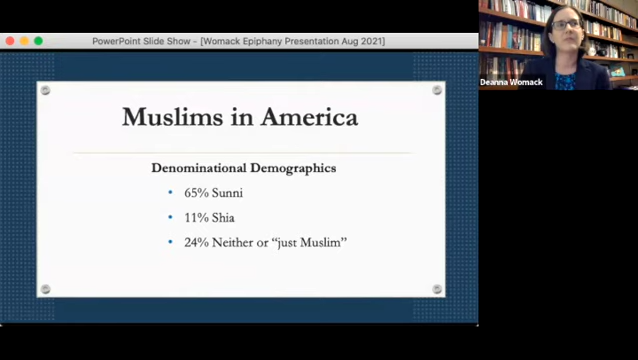 PowerPoint Slide Show - [Womack Epiphany Presentation Aug 2021]
Deanna Womack
Muslims in America
Denominational Demographics
• 65% Sunni
• 11% Shia
• 24% Neither or “just Muslim”